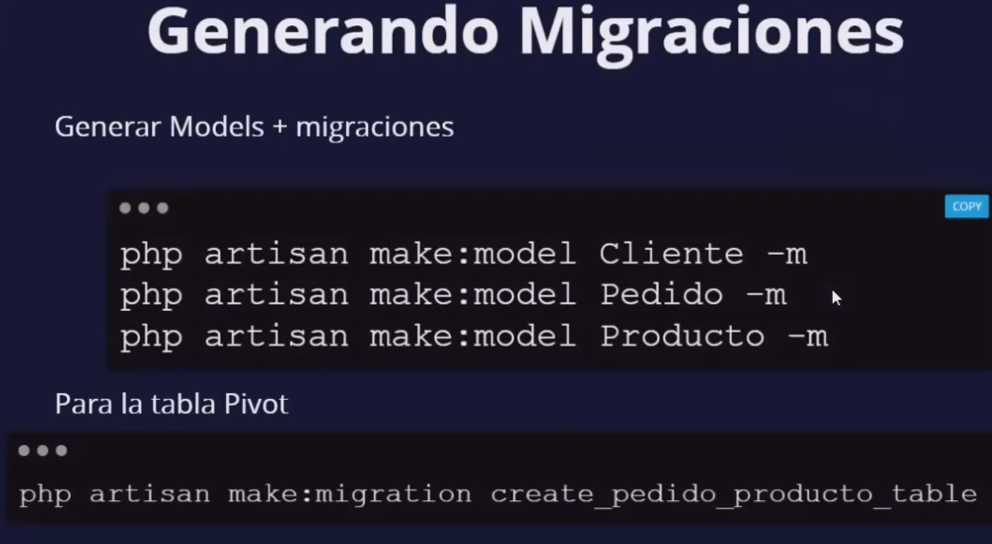 Generando Migraciones
Generar Models + migraciones
COPY
php artisan make:model Cliente -m
php artisan make:model Pedido -m
php artisan make:model Producto -m
Para la tabla Pivot
php artisan make:migration create_pedido_producto_table